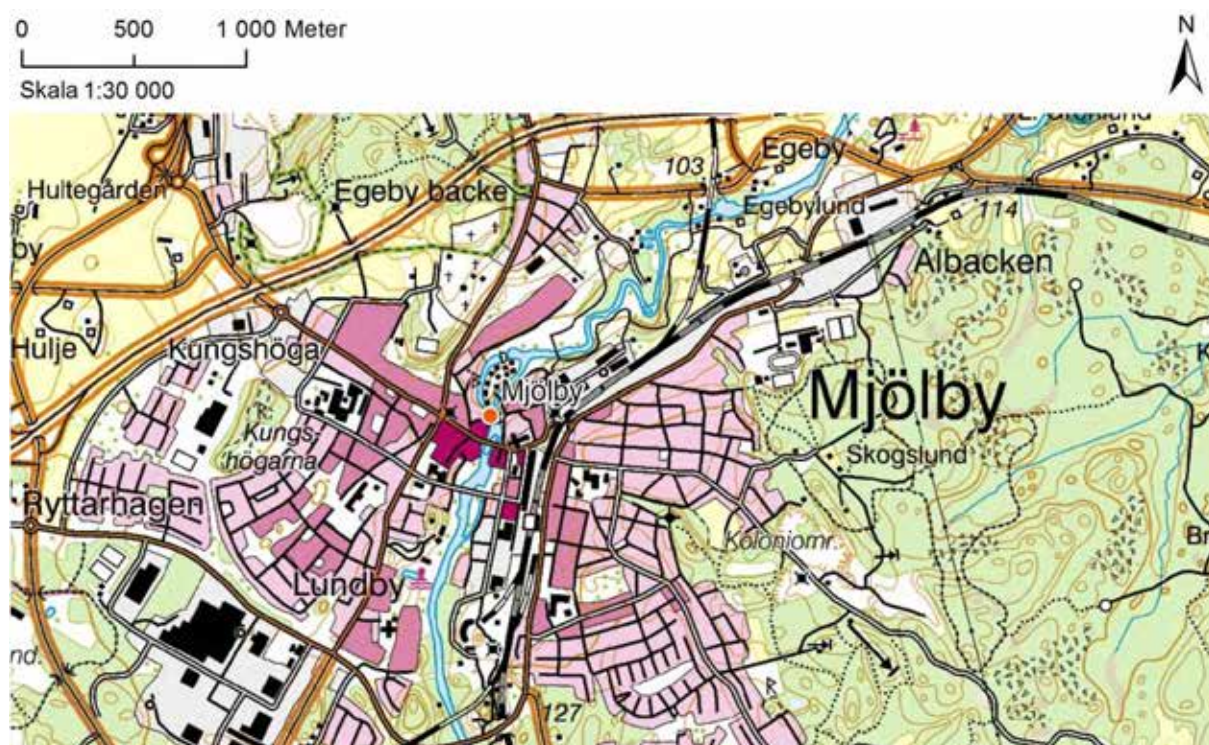 0 500 1 000 Meter
Skala 1:30 000
N
Hultegården
Egeby backe
103
Egeby
Egebylund
114
by
Albacken
Hulje
Kungshöga
Mjölby
Mjölby
Kungs-
högarna
Skogslund
Ryttarhagen
Koloniomr.
Br
Lundby
nd.
R
127
K